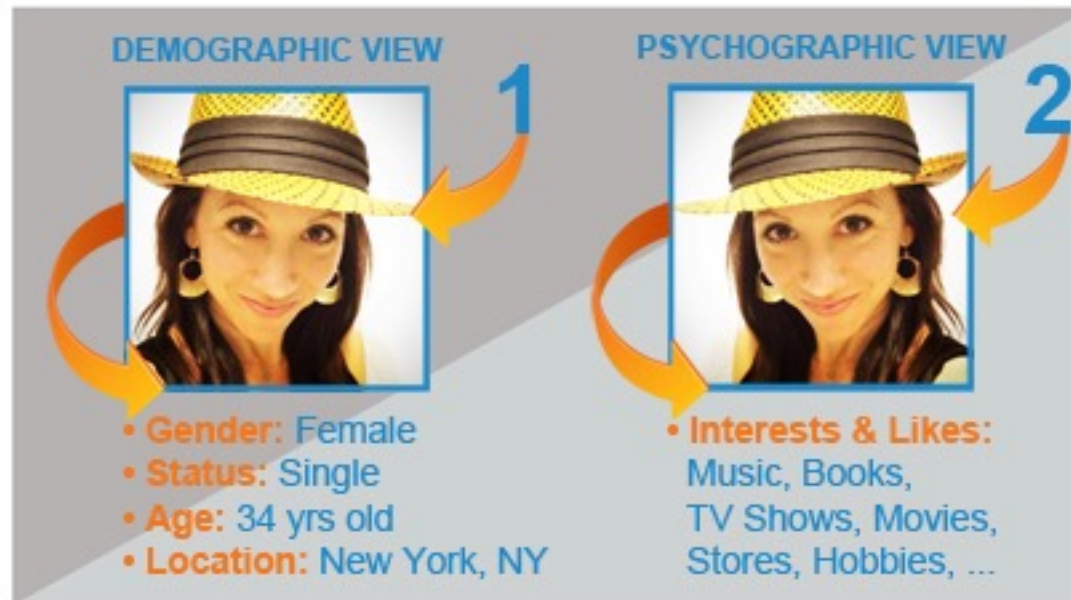 DEMOGRAPHIC VIEW
1
• Gender: Female
• Status: Single
• Age: 34 yrs old
• Location: New York, NY
PSYCHOGRAPHIC VIEW
2
• Interests & Likes:
Music, Books,
TV Shows, Movies,
Stores, Hobbies, ...